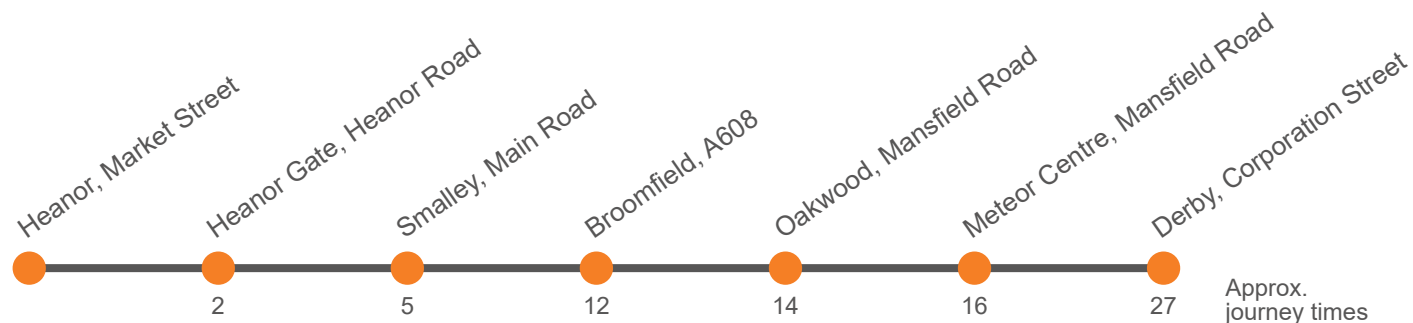 Heanor, Market Street
Heanor Gate, Heanor Road
Smalley, Main Road
Broomfield, A608
Oakwood, Mansfield Road
Meteor Centre, Mansfield Road
Derby, Corporation Street
2
5
12
14
16
27
Approx.
journey times